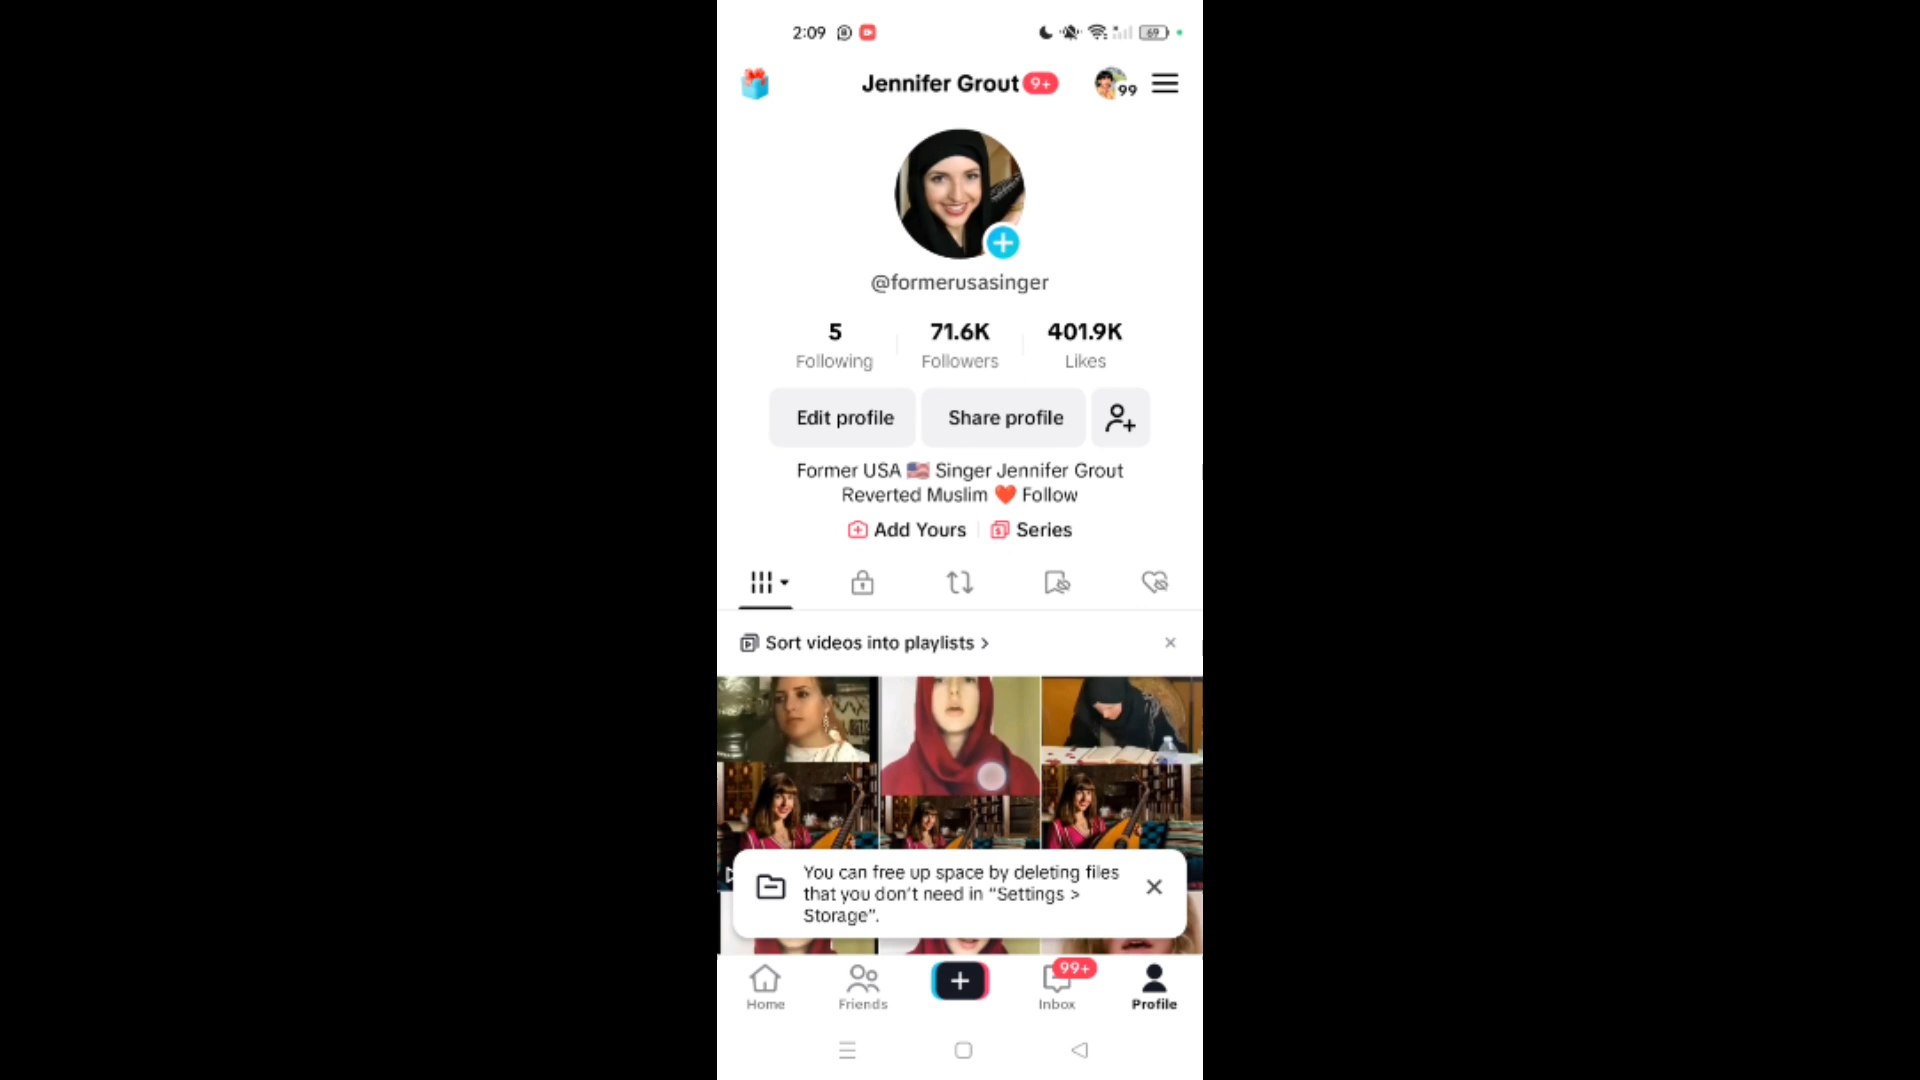 2:09
69
Jennifer Grout 9+
99
@formerusasinger
5 71.6K 401.9K
Following Followers Likes
Edit profile Share profile
Former USA 🇺🇸 Singer Jennifer Grout
Reverted Muslim ❤️ Follow
Add Yours Series
Sort videos into playlists >
You can free up space by deleting files
that you don't need in "Settings >
Storage".
99+
Home Friends Inbox Profile